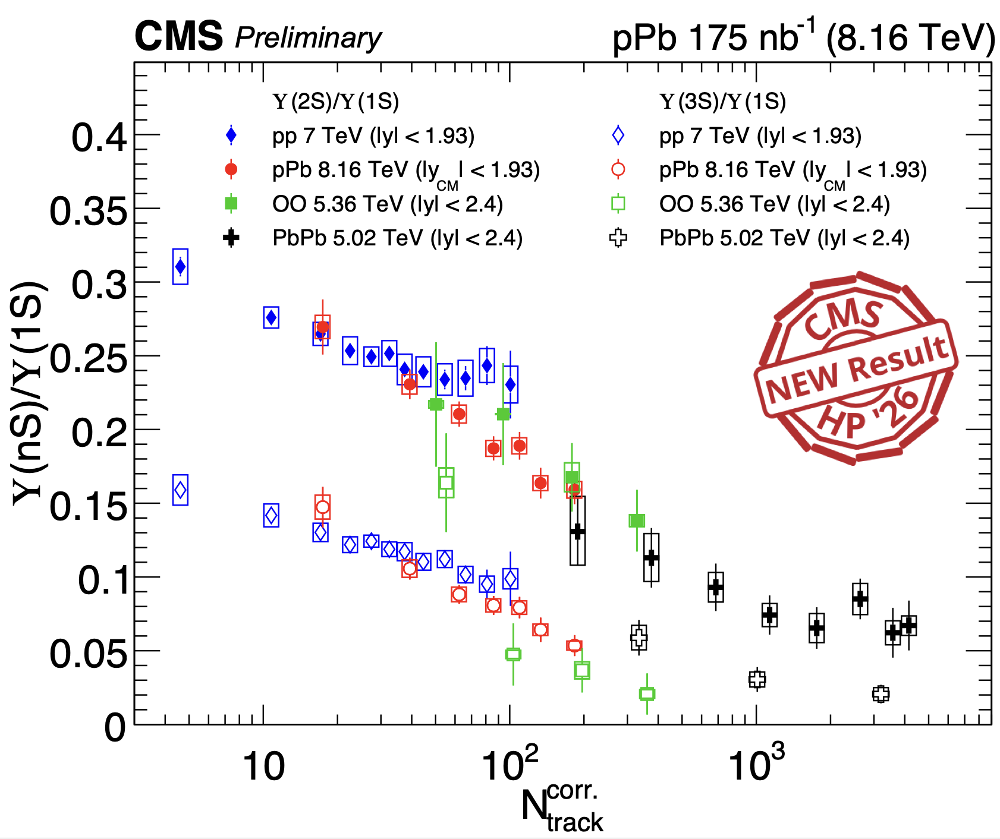 CMS Preliminary pPb 175 nb⁻¹ (8.16 TeV)
ϒ(2S)/ϒ(1S)
pp 7 TeV (|y| < 1.93)
pPb 8.16 TeV (|y_CM| < 1.93)
OO 5.36 TeV (|y| < 2.4)
PbPb 5.02 TeV (|y| < 2.4)
ϒ(3S)/ϒ(1S)
pp 7 TeV (|y| < 1.93)
pPb 8.16 TeV (|y_CM| < 1.93)
OO 5.36 TeV (|y| < 2.4)
PbPb 5.02 TeV (|y| < 2.4)
ϒ(nS)/ϒ(1S)
0.4
0.35
0.3
0.25
0.2
0.15
0.1
0.05
0
CMS
NEW Result
HP '26
10 10² 10³
N_track^corr.